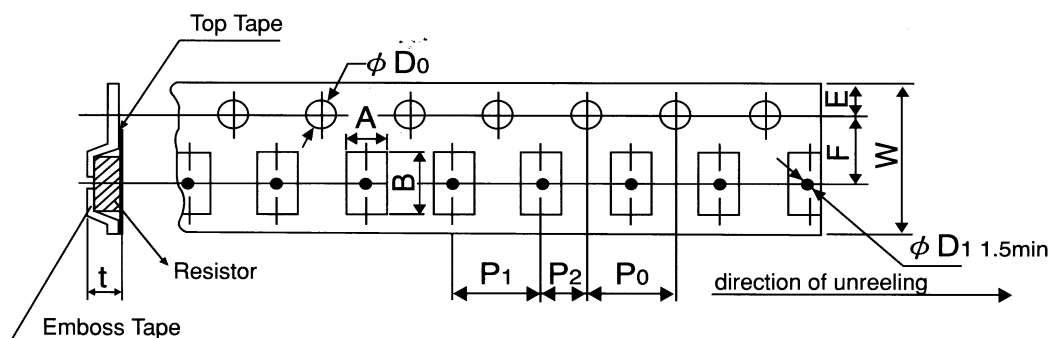 Top Tape
ϕ D0
A
E
F
W
B
ϕ D1 1.5min
P1
P2
P0
direction of unreeling
t
Resistor
Emboss Tape